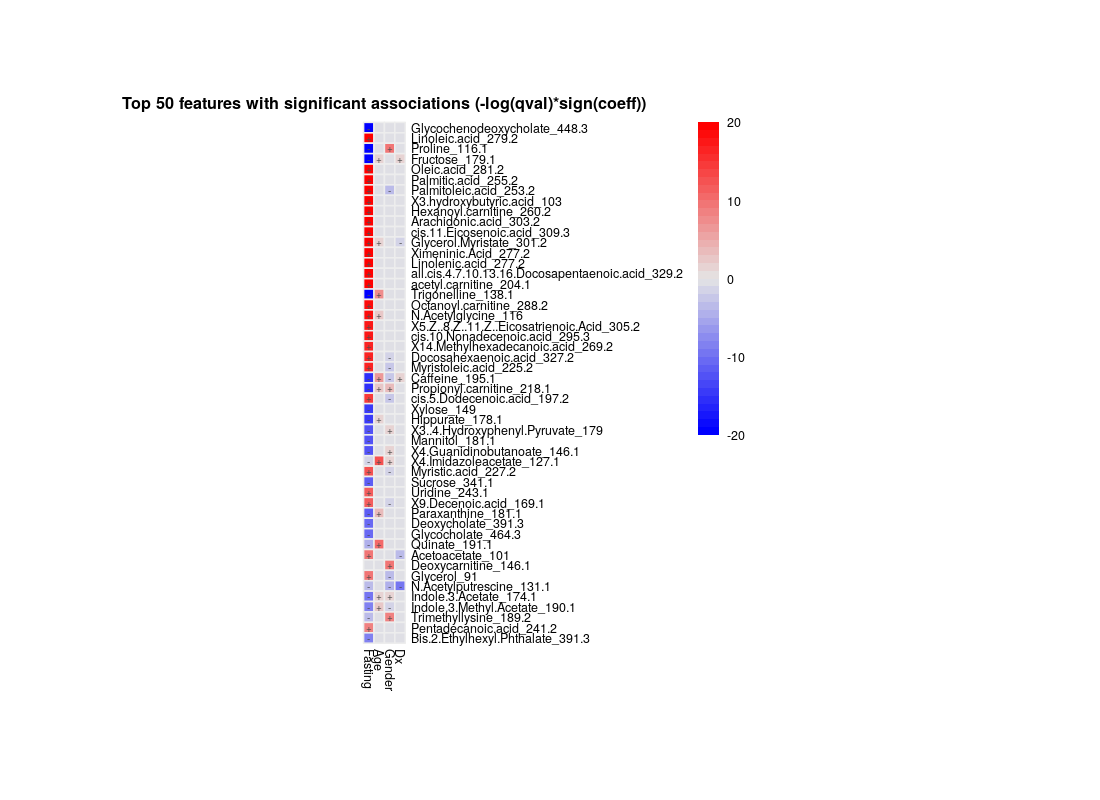 Top 50 features with significant associations (-log(qval)*sign(coeff))
Glycochenodeoxycholate_448.3
Linoleic.acid_279.2
Proline_116.1
Fructose_179.1
Oleic.acid_281.2
Palmitic.acid_255.2
Palmitoleic.acid_253.2
X3.hydroxybutyric.acid_103
Hexanoyl.carnitine_260.2
Arachidonic.acid_303.2
cis.11.Eicosenoic.acid_309.3
Glycerol.Myristate_301.2
Ximeninic.Acid_277.2
Linolenic.acid_277.2
all.cis.4.7.10.13.16.Docosapentaenoic.acid_329.2
acetyl.carnitine_204.1
Trigonelline_138.1
Octanoyl.carnitine_288.2
N.Acetylglycine_116
X5.Z..8.Z..11.Z..Eicosatrienoic.Acid_305.2
cis.10.Nonadecenoic.acid_295.3
X14.Methylhexadecanoic.acid_269.2
Docosahexaenoic.acid_327.2
Myristoleic.acid_225.2
Caffeine_195.1
Propionyl.carnitine_218.1
cis.5.Dodecenoic.acid_197.2
Xylose_149
Hippurate_178.1
X3..4.Hydroxyphenyl.Pyruvate_179
Mannitol_181.1
X4.Guanidinobutanoate_146.1
X4.Imidazoleacetate_127.1
Myristic.acid_227.2
Sucrose_341.1
Uridine_243.1
X9.Decenoic.acid_169.1
Paraxanthine_181.1
Deoxycholate_391.3
Glycocholate_464.3
Quinate_191.1
Acetoacetate_101
Deoxycarnitine_146.1
Glycerol_91
N.Acetylputrescine_131.1
Indole.3.Acetate_174.1
Indole.3.Methyl.Acetate_190.1
Trimethyllysine_189.2
Pentadecanoic.acid_241.2
Bis.2.Ethylhexyl.Phthalate_391.3
Fasting
Age
Gender
Dx
20
10
0
-10
-20